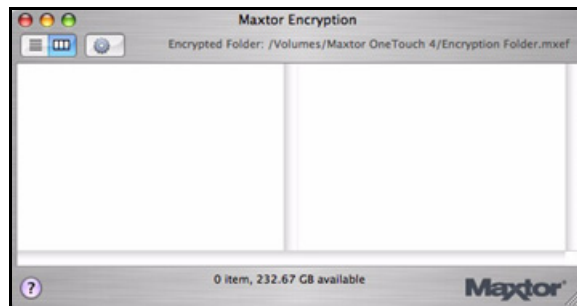 Maxtor Encryption
Encrypted Folder: /Volumes/Maxtor OneTouch 4/Encryption Folder.mxef
0 item, 232.67 GB available
?
Maxtor